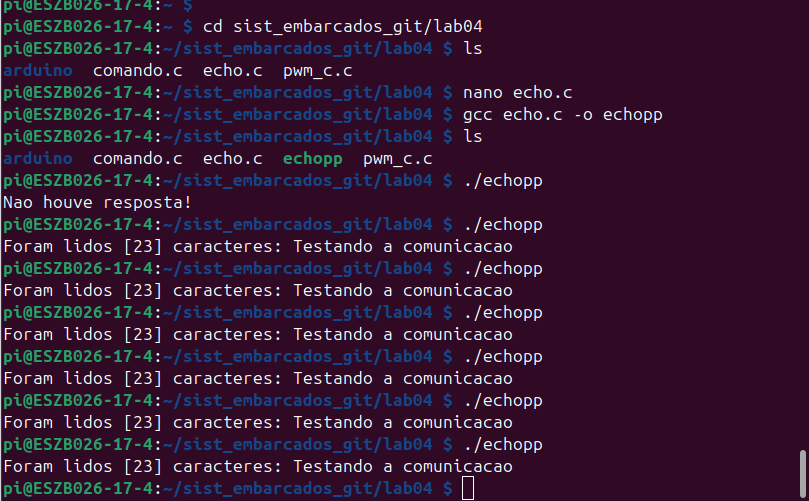 pi@ESZB026-17-4:~ $
pi@ESZB026-17-4:~ $ cd sist_embarcados_git/lab04
pi@ESZB026-17-4:~/sist_embarcados_git/lab04 $ ls
arduino  comando.c  echo.c  pwm_c.c
pi@ESZB026-17-4:~/sist_embarcados_git/lab04 $ nano echo.c
pi@ESZB026-17-4:~/sist_embarcados_git/lab04 $ gcc echo.c -o echopp
pi@ESZB026-17-4:~/sist_embarcados_git/lab04 $ ls
arduino  comando.c  echo.c  echopp  pwm_c.c
pi@ESZB026-17-4:~/sist_embarcados_git/lab04 $ ./echopp
Nao houve resposta!
pi@ESZB026-17-4:~/sist_embarcados_git/lab04 $ ./echopp
Foram lidos [23] caracteres: Testando a comunicacao
pi@ESZB026-17-4:~/sist_embarcados_git/lab04 $ ./echopp
Foram lidos [23] caracteres: Testando a comunicacao
pi@ESZB026-17-4:~/sist_embarcados_git/lab04 $ ./echopp
Foram lidos [23] caracteres: Testando a comunicacao
pi@ESZB026-17-4:~/sist_embarcados_git/lab04 $ ./echopp
Foram lidos [23] caracteres: Testando a comunicacao
pi@ESZB026-17-4:~/sist_embarcados_git/lab04 $ ./echopp
Foram lidos [23] caracteres: Testando a comunicacao
pi@ESZB026-17-4:~/sist_embarcados_git/lab04 $ ./echopp
Foram lidos [23] caracteres: Testando a comunicacao
pi@ESZB026-17-4:~/sist_embarcados_git/lab04 $